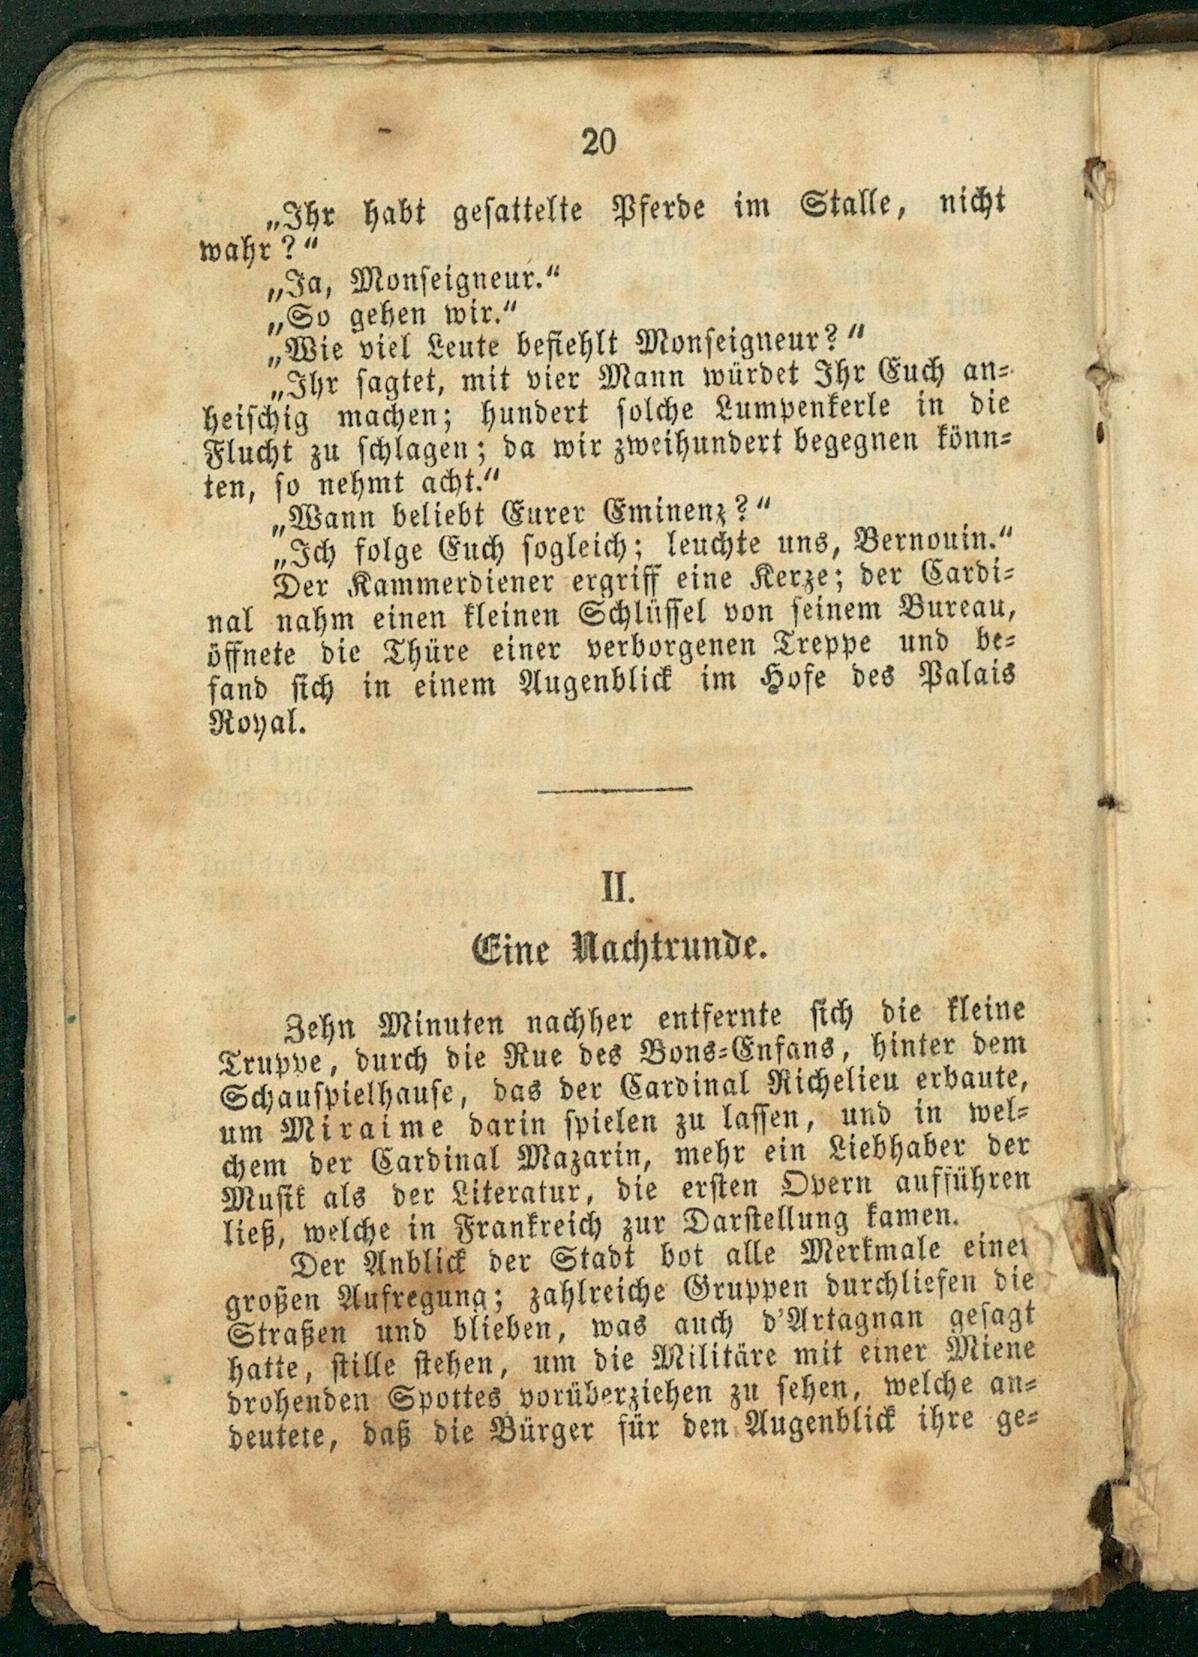 20
„Ihr habt gesattelte Pferde im Stalle, nicht
wahr?“
„Ja, Monseigneur.“
„So gehen wir.“
„Wie viel Leute befiehlt Monseigneur?“
„Ihr sagtet, mit vier Mann würdet Ihr Euch an-
heischig machen; hundert solche Lumpenkerle in die
Flucht zu schlagen; da wir zweihundert begegnen könn-
ten, so nehmt acht.“
„Wann beliebt Eurer Eminenz?“
„Ich folge Euch sogleich; leuchte uns, Bernouin.“
Der Kammerdiener ergriff eine Kerze; der Cardi-
nal nahm einen kleinen Schlüssel von seinem Bureau,
öffnete die Thüre einer verborgenen Treppe und be-
fand sich in einem Augenblick im Hofe des Palais
Royal.
II.
Eine Nachtrunde.
Zehn Minuten nachher entfernte sich die kleine
Truppe, durch die Rue des Bons-Enfans, hinter dem
Schauspielhause, das der Cardinal Richelieu erbaute,
um Miraime darin spielen zu lassen, und in wel-
chem der Cardinal Mazarin, mehr ein Liebhaber der
Musik als der Literatur, die ersten Opern aufführen
ließ, welche in Frankreich zur Darstellung kamen.
Der Anblick der Stadt bot alle Merkmale einer
großen Aufregung; zahlreiche Gruppen durchliefen die
Straßen und blieben, was auch d'Artagnan gesagt
hatte, stille stehen, um die Militäre mit einer Miene
drohenden Spottes vorüberziehen zu sehen, welche an-
deutete, daß die Bürger für den Augenblick ihre ge-